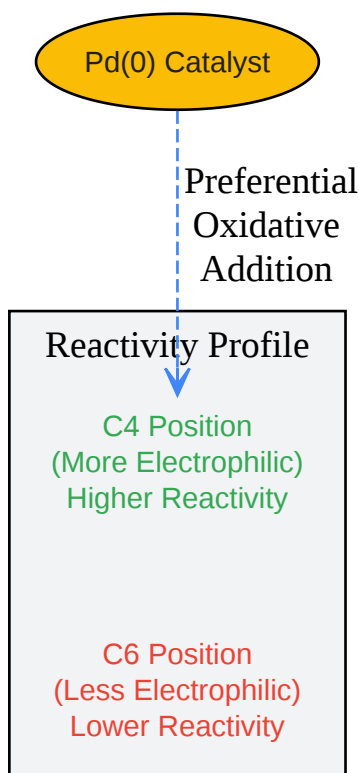 Pd(0) Catalyst
Preferential
Oxidative
Addition
Reactivity Profile
C4 Position
(More Electrophilic)
Higher Reactivity
C6 Position
(Less Electrophilic)
Lower Reactivity